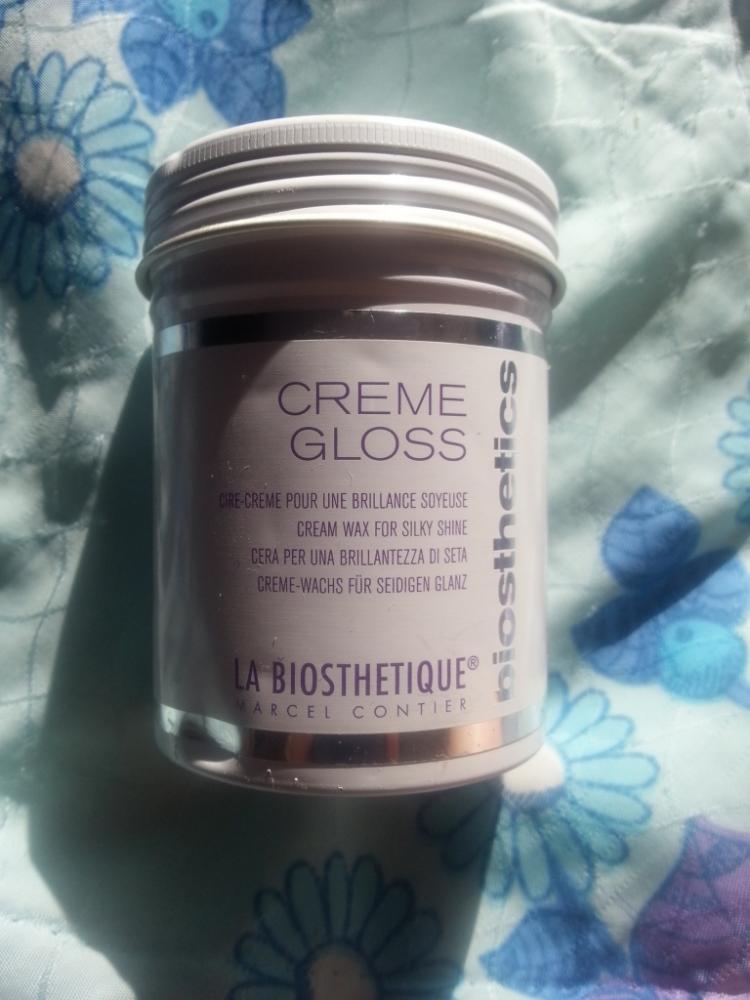 CREME
GLOSS
CIRE-CREME POUR UNE BRILLANCE SOYEUSE
CREAM WAX FOR SILKY SHINE
CERA PER UNA BRILLANTEZZA DI SETA
CREME-WACHS FÜR SEIDIGEN GLANZ
LA BIOSTHETIQUE®
MARCEL CONTIER
biosthetics